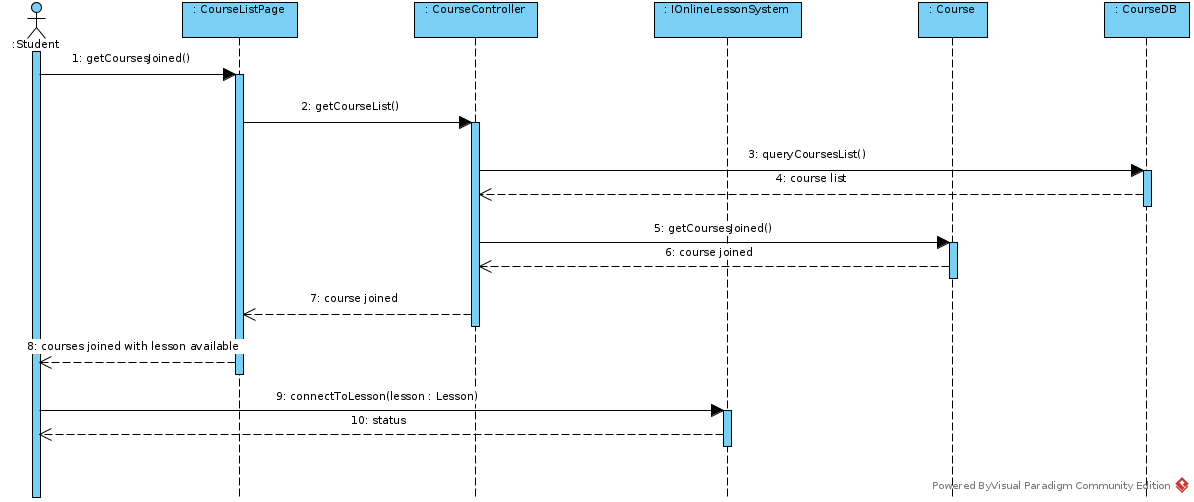 : CourseListPage
: CourseController
: IOnlineLessonSystem
: Course
: CourseDB
:Student
1: getCoursesJoined()
2: getCourseList()
3: queryCoursesList()
4: course list
5: getCoursesJoined()
6: course joined
7: course joined
8: courses joined with lesson available
9: connectToLesson(lesson : Lesson)
10: status
Powered ByVisual Paradigm Community Edition